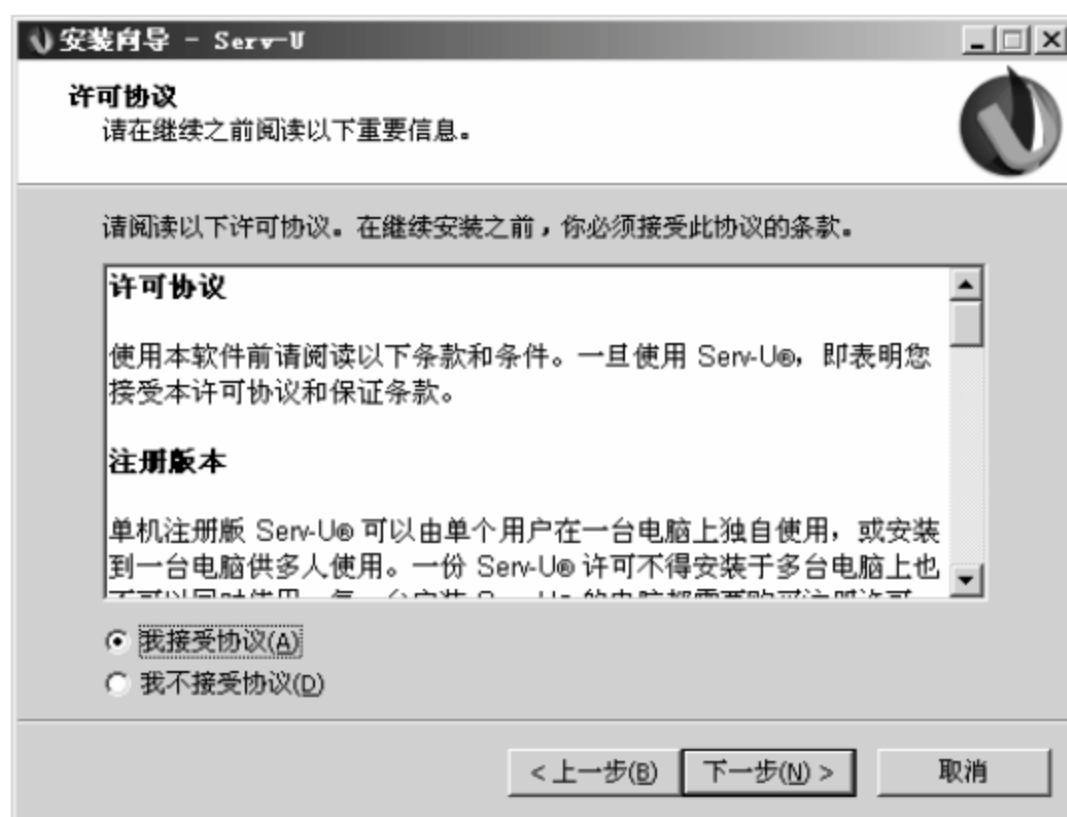 安装向导 - Serv-U
许可协议
请在继续之前阅读以下重要信息。
请阅读以下许可协议。在继续安装之前，你必须接受此协议的条款。
许可协议
使用本软件前请阅读以下条款和条件。一旦使用 Serv-U®，即表明您
接受本许可协议和保证条款。
注册版本
单机注册版 Serv-U® 可以由单个用户在一台电脑上独自使用，或安装
到一台电脑供多人使用。一份 Serv-U® 许可不得安装于多台电脑上也
我接受协议(A)
我不接受协议(D)
< 上一步(B) 下一步(N) > 取消